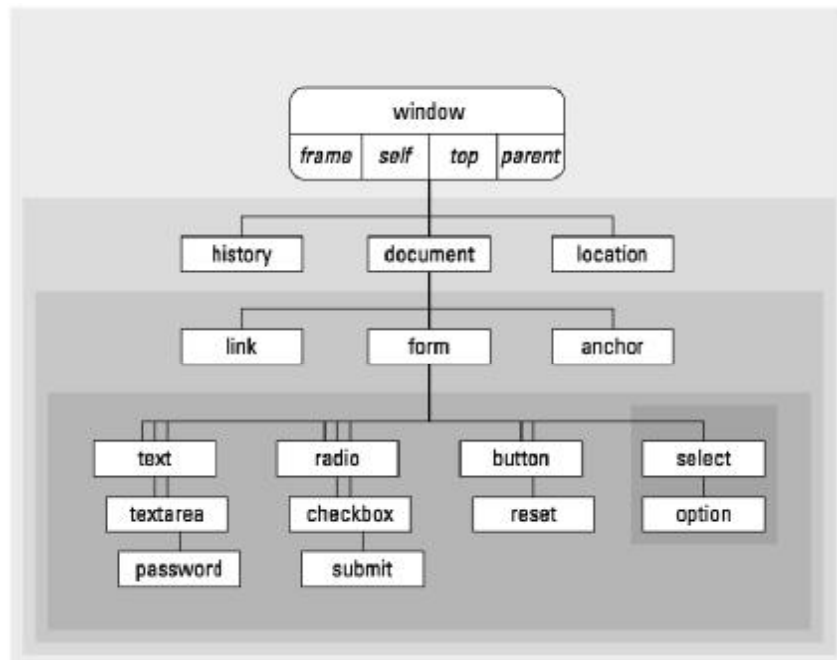 window
frame self top parent
history document location
link form anchor
text radio button select
textarea checkbox reset option
password submit